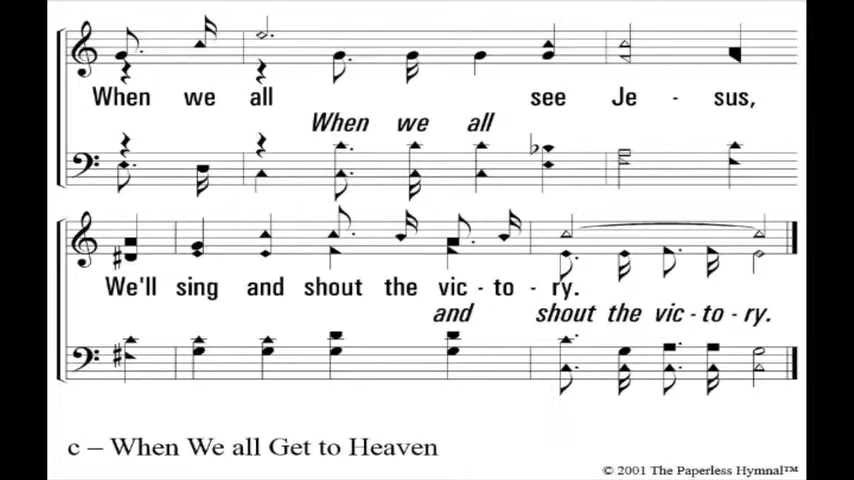 When we all see Je - sus,
When we all
We'll sing and shout the vic - to - ry.
and shout the vic - to - ry.
c – When We all Get to Heaven
© 2001 The Paperless Hymnal™